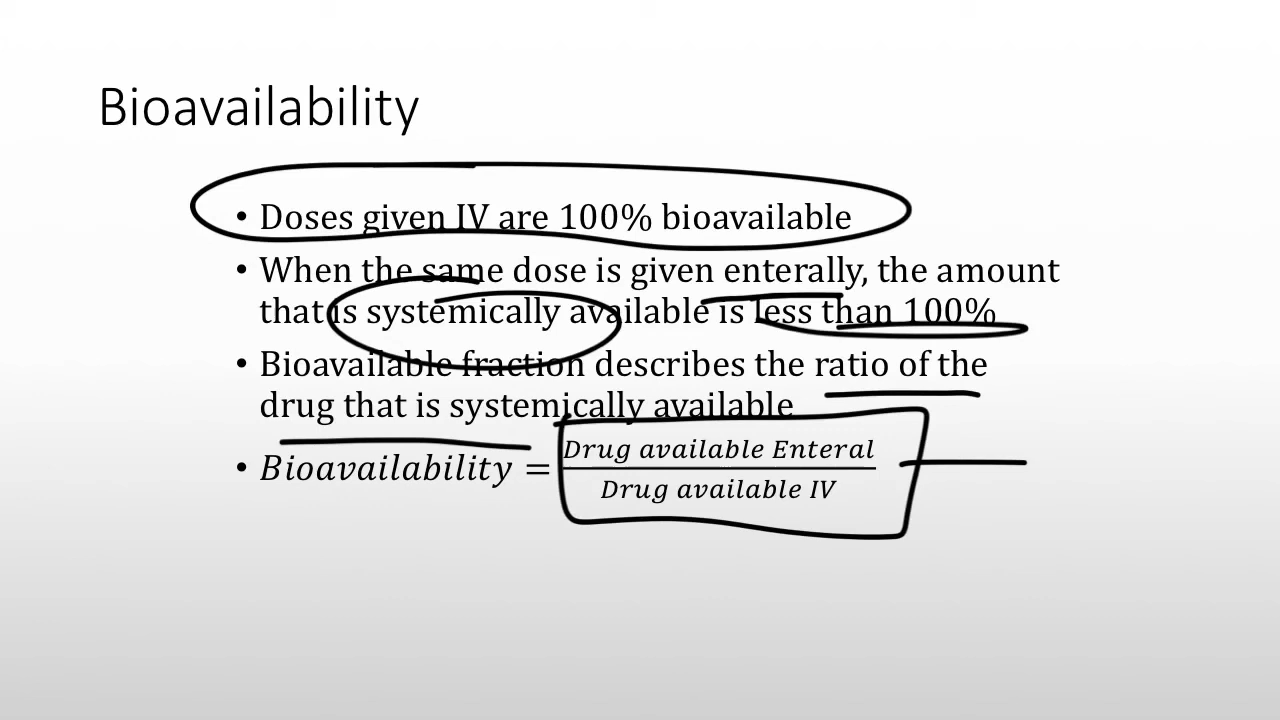 Bioavailability
• Doses given IV are 100% bioavailable
• When the same dose is given enterally, the amount
that is systemically available is less than 100%
• Bioavailable fraction describes the ratio of the
drug that is systemically available
• Bioavailability = Drug available Enteral
Drug available IV